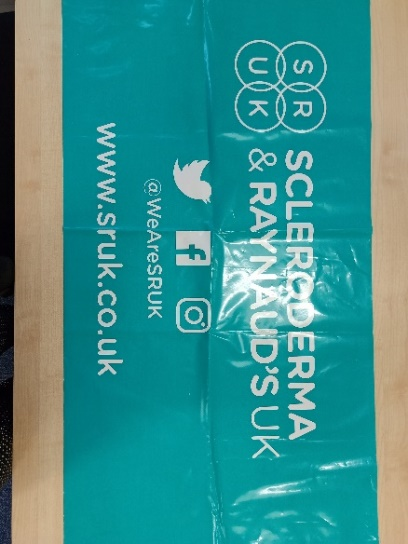 S R
U K
SCLERODERMA
& RAYNAUD'S UK
@WeAreSRUK
www.sruk.co.uk